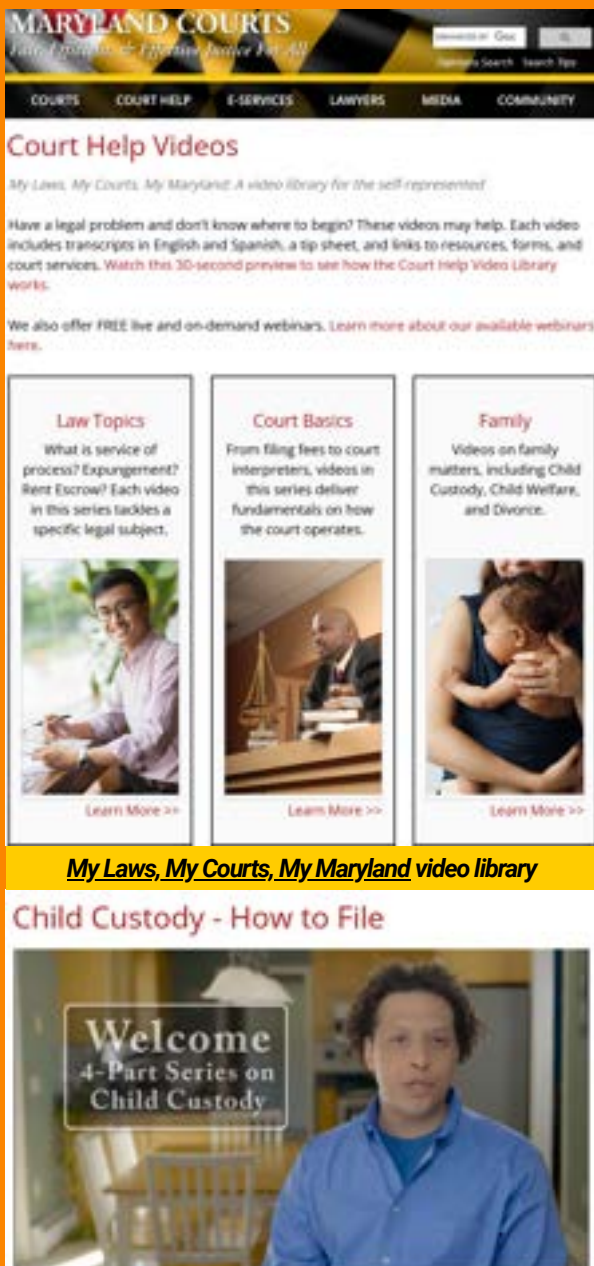 MARYLAND COURTS
Fair, Efficient, & Effective Justice For All
Search Search Tips
COURTS COURT HELP E-SERVICES LAWYERS MEDIA COMMUNITY
Court Help Videos
My Laws, My Courts, My Maryland: A video library for the self-represented
Have a legal problem and don't know where to begin? These videos may help. Each video
includes transcripts in English and Spanish, a tip sheet, and links to resources, forms, and
court services. Watch this 30-second preview to see how the Court Help Video Library
works.
We also offer FREE live and on-demand webinars. Learn more about our available webinars
here.
Law Topics
What is service of
process? Expungement?
Rent Escrow? Each video
in this series tackles a
specific legal subject.
Learn More >>
Court Basics
From filing fees to court
interpreters, videos in
this series deliver
fundamentals on how
the court operates.
Learn More >>
Family
Videos on family
matters, including Child
Custody, Child Welfare,
and Divorce.
Learn More >>
My Laws, My Courts, My Maryland video library
Child Custody - How to File
Welcome
4-Part Series on
Child Custody